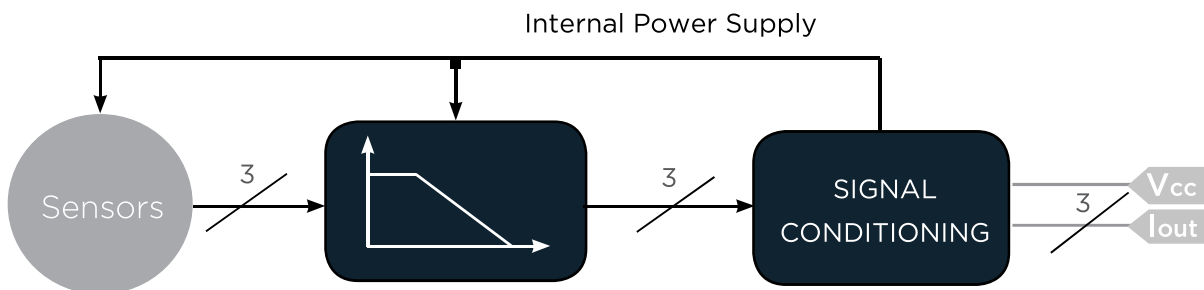 Internal Power Supply
Sensors
3
3
SIGNAL
CONDITIONING
3
Vcc
Iout